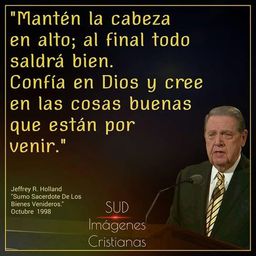 "Mantén la cabeza
en alto; al final todo
saldrá bien.
Confía en Dios y cree
en las cosas buenas
que están por
venir."
Jeffrey R. Holland
"Sumo Sacerdote De Los
Bienes Venideros."
Octubre 1998
SUD
Imágenes
Cristianas